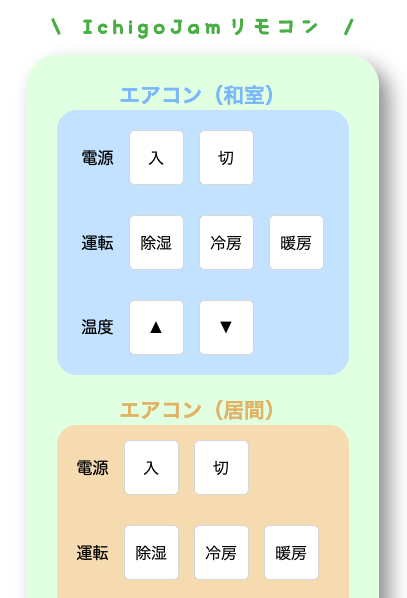 \ IchigoJamリモコン /
エアコン（和室）
電源 入 切
運転 除湿 冷房 暖房
温度 ▲ ▼
エアコン（居間）
電源 入 切
運転 除湿 冷房 暖房